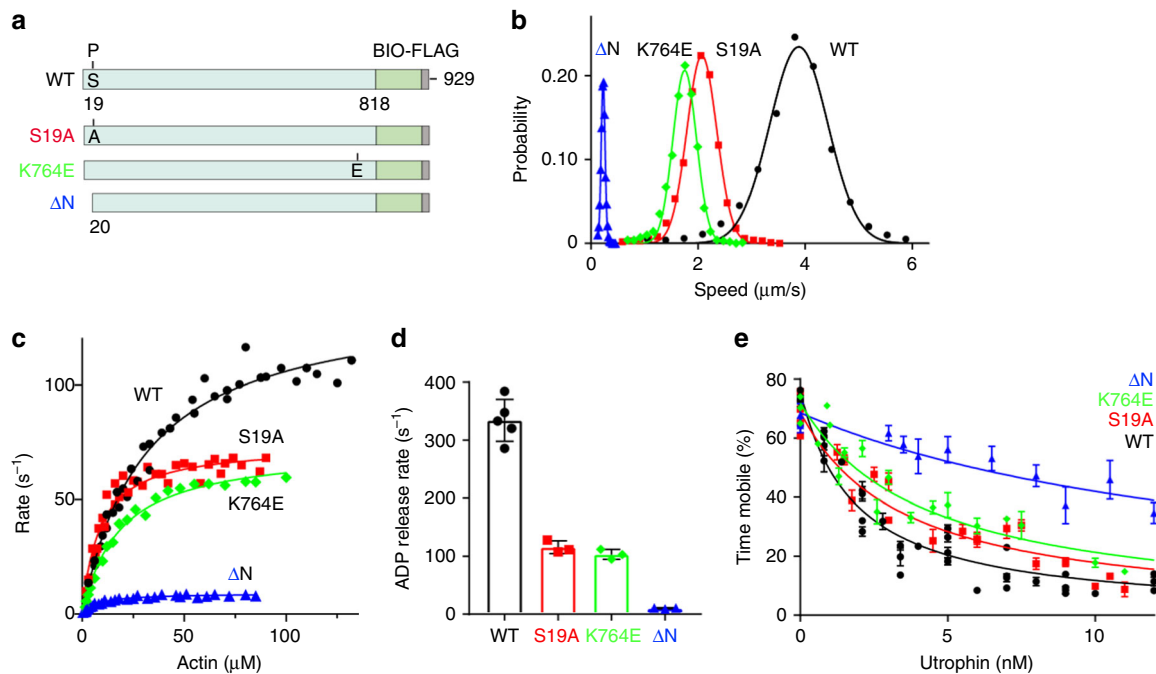 a
P
BIO-FLAG
WT
S
929
19
818
S19A
A
K764E
E
ΔN
20
b
ΔN
K764E
S19A
WT
0.20
0.10
0
Probability
0
2
4
6
Speed (μm/s)
c
100
50
0
Rate (s⁻¹)
WT
S19A
K764E
ΔN
0
50
100
Actin (μM)
d
400
300
200
100
0
ADP release rate (s⁻¹)
WT
S19A
K764E
ΔN
e
ΔN
K764E
S19A
WT
80
60
40
20
0
Time mobile (%)
0
5
10
Utrophin (nM)